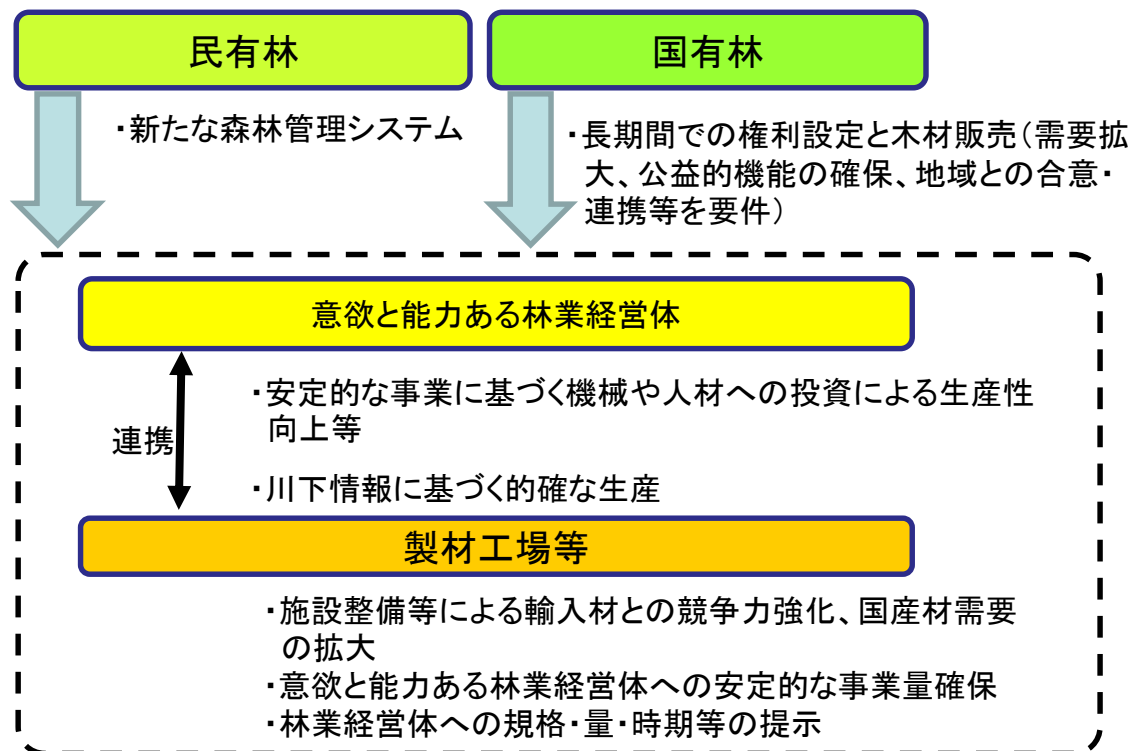 民有林
国有林
・新たな森林管理システム
・長期間での権利設定と木材販売（需要拡
大、公益的機能の確保、地域との合意・
連携等を要件）
意欲と能力ある林業経営体
・安定的な事業に基づく機械や人材への投資による生産性
向上等
連携
・川下情報に基づく的確な生産
製材工場等
・施設整備等による輸入材との競争力強化、国産材需要
の拡大
・意欲と能力ある林業経営体への安定的な事業量確保
・林業経営体への規格・量・時期等の提示